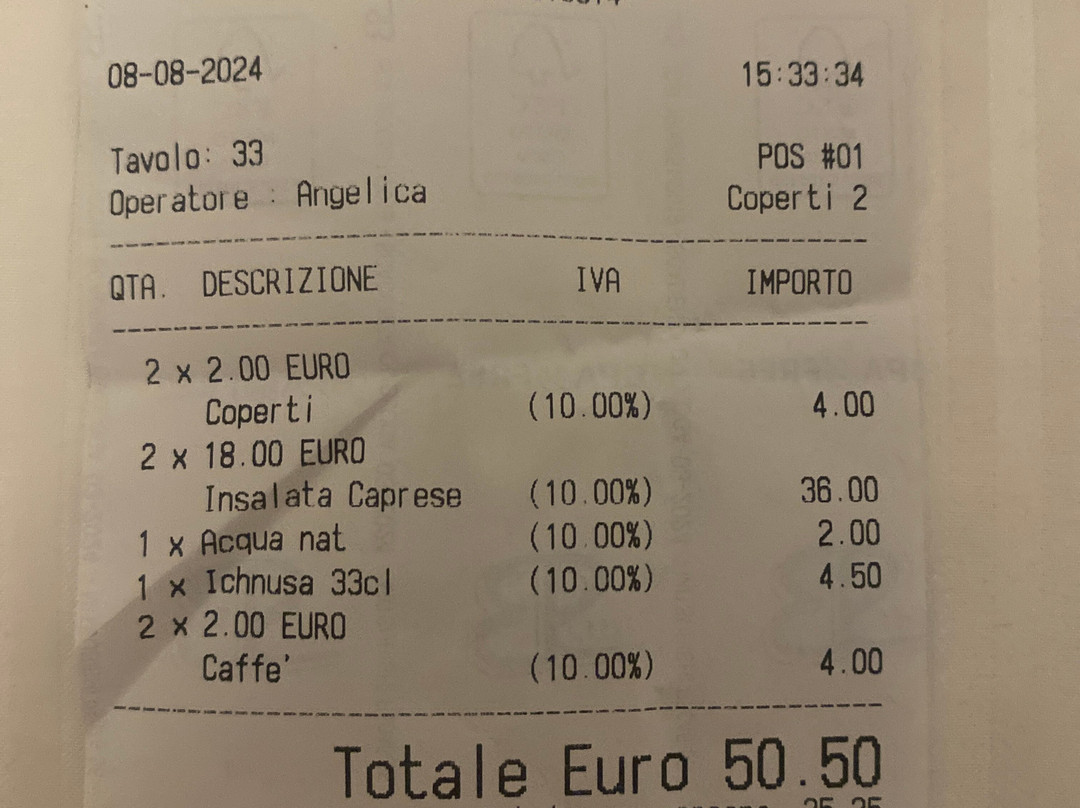 08-08-2024 15:33:34
Tavolo: 33 POS #01
Operatore : Angelica Coperti 2
QTA. DESCRIZIONE IVA IMPORTO
2 x 2.00 EURO
Coperti (10.00%) 4.00
2 x 18.00 EURO
Insalata Caprese (10.00%) 36.00
1 x Acqua nat (10.00%) 2.00
1 x Ichnusa 33cl (10.00%) 4.50
2 x 2.00 EURO
Caffe' (10.00%) 4.00
Totale Euro 50.50